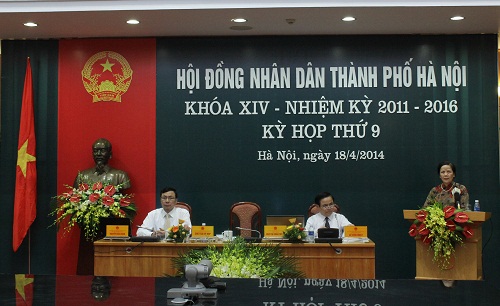 HỘI ĐỒNG NHÂN DÂN THÀNH PHỐ HÀ NỘI
KHÓA XIV - NHIỆM KỲ 2011 - 2016
KỲ HỌP THỨ 9
Hà Nội, ngày 18/4/2014